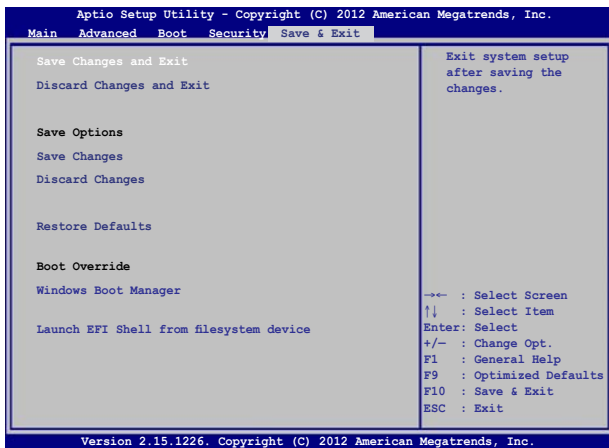 Aptio Setup Utility - Copyright (C) 2012 American Megatrends, Inc.
Main Advanced Boot Security Save & Exit
Save Changes and Exit
Discard Changes and Exit
Save Options
Save Changes
Discard Changes
Restore Defaults
Boot Override
Windows Boot Manager
Launch EFI Shell from filesystem device
Exit system setup
after saving the
changes.
→← : Select Screen
↑↓ : Select Item
Enter: Select
+/— : Change Opt.
F1 : General Help
F9 : Optimized Defaults
F10 : Save & Exit
ESC : Exit
Version 2.15.1226. Copyright (C) 2012 American Megatrends, Inc.